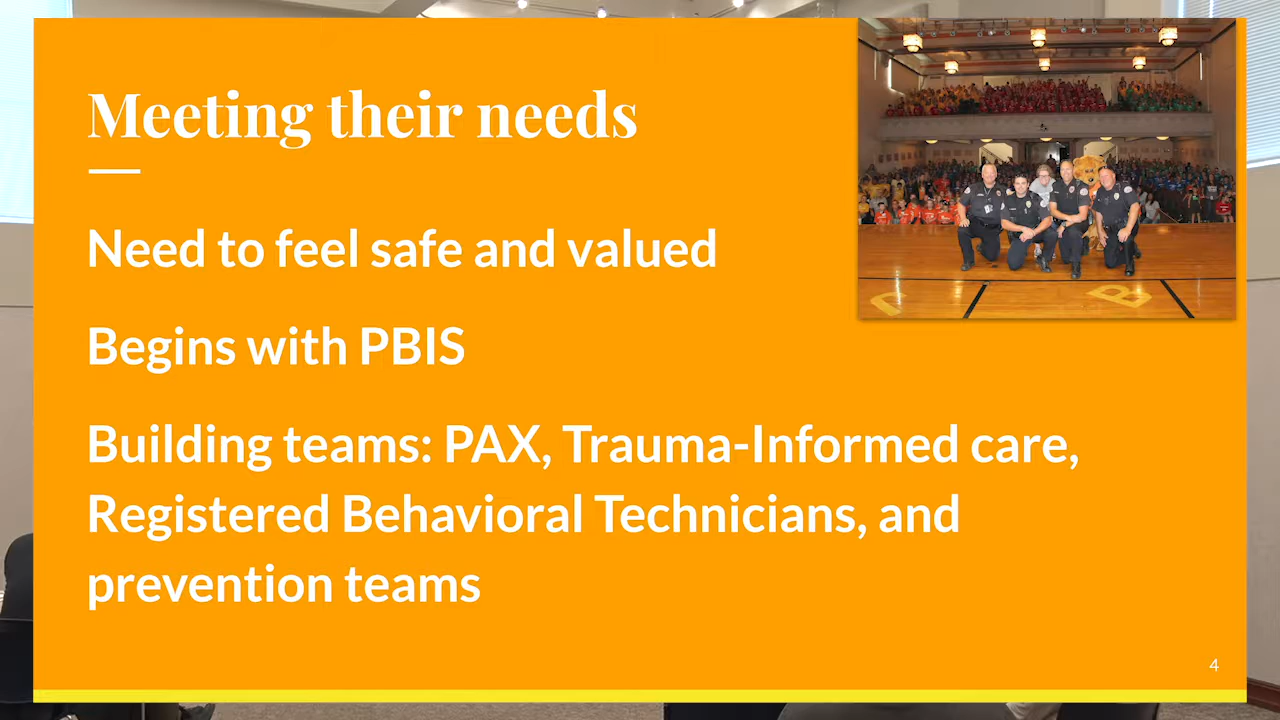 Meeting their needs
Need to feel safe and valued
Begins with PBIS
Building teams: PAX, Trauma-Informed care,
Registered Behavioral Technicians, and
prevention teams
B
4